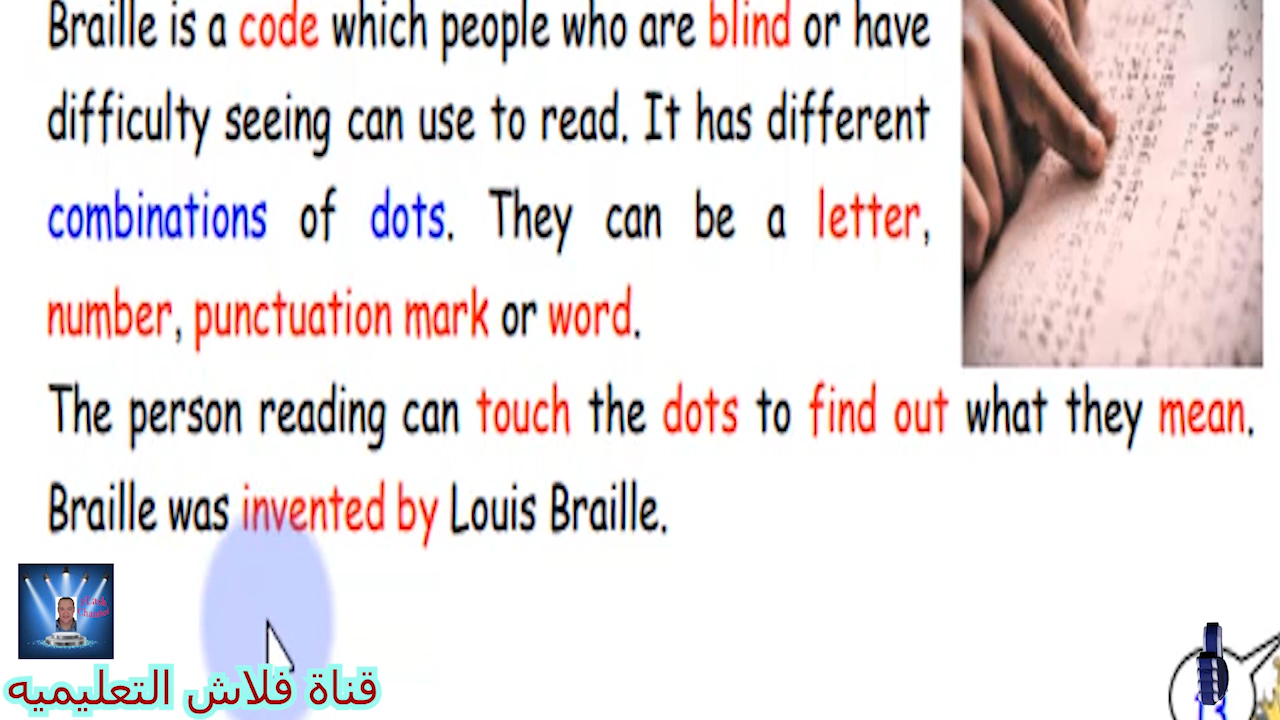 Braille is a code which people who are blind or have
difficulty seeing can use to read. It has different
combinations of dots. They can be a letter,
number, punctuation mark or word.
The person reading can touch the dots to find out what they mean.
Braille was invented by Louis Braille.
قناة فلاش التعليميه